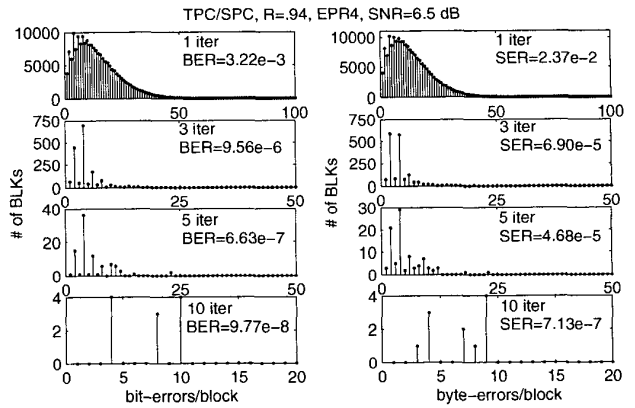 TPC/SPC, R=.94, EPR4, SNR=6.5 dB
10000
5000
0
1 iter
BER=3.22e−3
0 50 100
750
500
250
0
3 iter
BER=9.56e−6
0 25 50
40
20
0
5 iter
BER=6.63e−7
0 25 50
4
2
0
10 iter
BER=9.77e−8
0 5 10 15 20
# of BLKs
bit−errors/block
10000
5000
0
1 iter
SER=2.37e−2
0 50 100
750
500
250
0
3 iter
SER=6.90e−5
0 25 50
30
20
10
0
5 iter
SER=4.68e−5
0 25 50
4
2
0
10 iter
SER=7.13e−7
0 5 10 15 20
# of BLKs
byte−errors/block